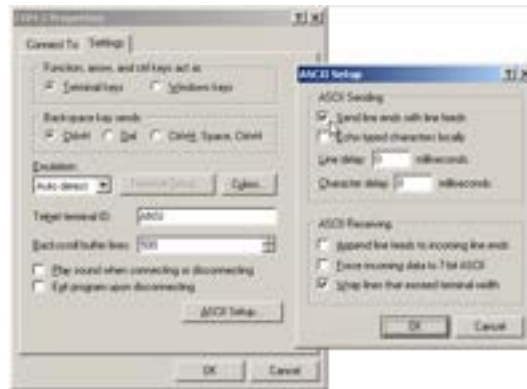 COM-1 Properties
Connect To Settings
Function, arrow, and ctrl keys act as
Terminal keys Windows keys
Backspace key sends
Ctrl+H Del Ctrl+H, Space, Ctrl+H
Emulation:
Auto detect Terminal Setup... Colors...
Telnet terminal ID: ANSI
Backscroll buffer lines: 500
Play sound when connecting or disconnecting
Exit program upon disconnecting
ASCII Setup...
OK Cancel
ASCII Setup
ASCII Sending
Send line ends with line feeds
Echo typed characters locally
Line delay: 0 milliseconds.
Character delay: 0 milliseconds.
ASCII Receiving
Append line feeds to incoming line ends
Force incoming data to 7-bit ASCII
Wrap lines that exceed terminal width
OK Cancel